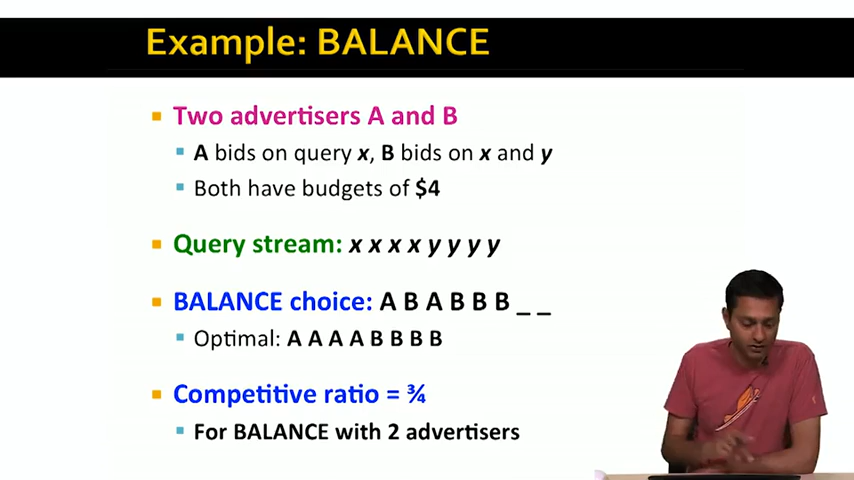 Example: BALANCE
Two advertisers A and B
A bids on query x, B bids on x and y
Both have budgets of $4
Query stream: x x x x y y y y
BALANCE choice: A B A B B B _ _
Optimal: A A A A B B B B
Competitive ratio = ¾
For BALANCE with 2 advertisers